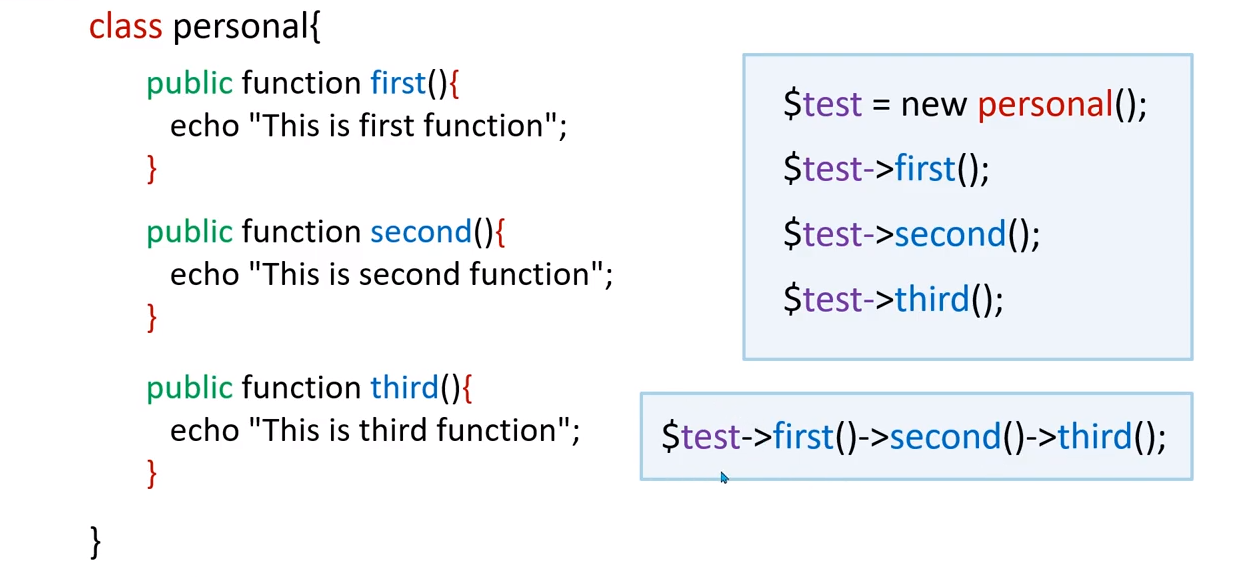 class personal{
public function first(){
echo "This is first function";
}
public function second(){
echo "This is second function";
}
public function third(){
echo "This is third function";
}
}
$test = new personal();
$test->first();
$test->second();
$test->third();
$test->first()->second()->third();